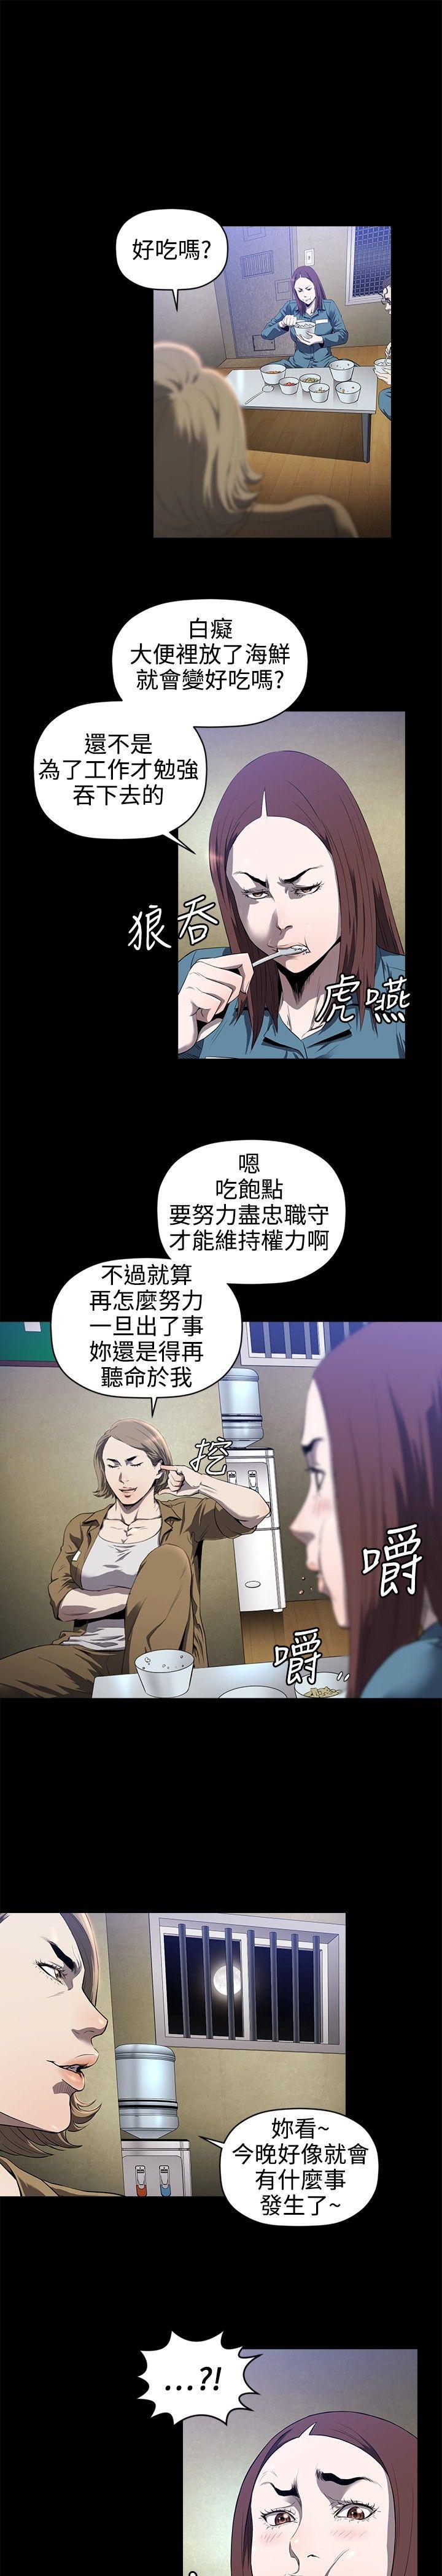 好吃嗎?
白癡
大便裡放了海鮮
就會變好吃嗎?
還不是
為了工作才勉強
吞下去的
狼吞
虎嚥
嗯
吃飽點
要努力盡忠職守
才能維持權力啊
不過就算
再怎麼努力
一旦出了事
妳還是得再
聽命於我
挖
嚼
嚼
妳看~
今晚好像就會
有什麼事
發生了~
...?!